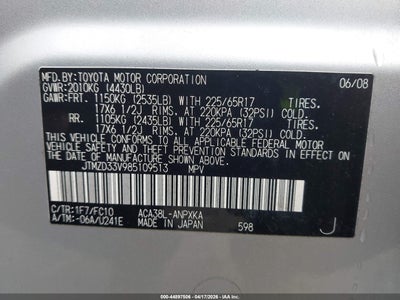 MFD.BY:TOYOTA MOTOR CORPORATION 06/08
GVWR:2010KG (4430LB)
GAWR:FRT. 1150KG (2535LB) WITH 225/65R17 TIRES.
17X6 1/2J RIMS. AT 220KPA (32PSI) COLD
RR. 1105KG (2435LB) WITH 225/65R17 TIRES.
17X6 1/2J RIMS. AT 220KPA (32PSI) COLD
THIS VEHICLE CONFORMS TO ALL APPLICABLE FEDERAL MOTOR
VEHICLE SAFETY AND THEFT PREVENTION STANDARDS IN
EFFECT ON THE DATE OF MANUFACTURE SHOWN ABOVE.
JTMZD33V985109513 MPV
C/TR:1F7/FC10 ACA38L-ANPXKA
A/TM:-06A/U241E MADE IN JAPAN 598 J
STOCK #: 44897506 04/17/2026 IAAI.COM